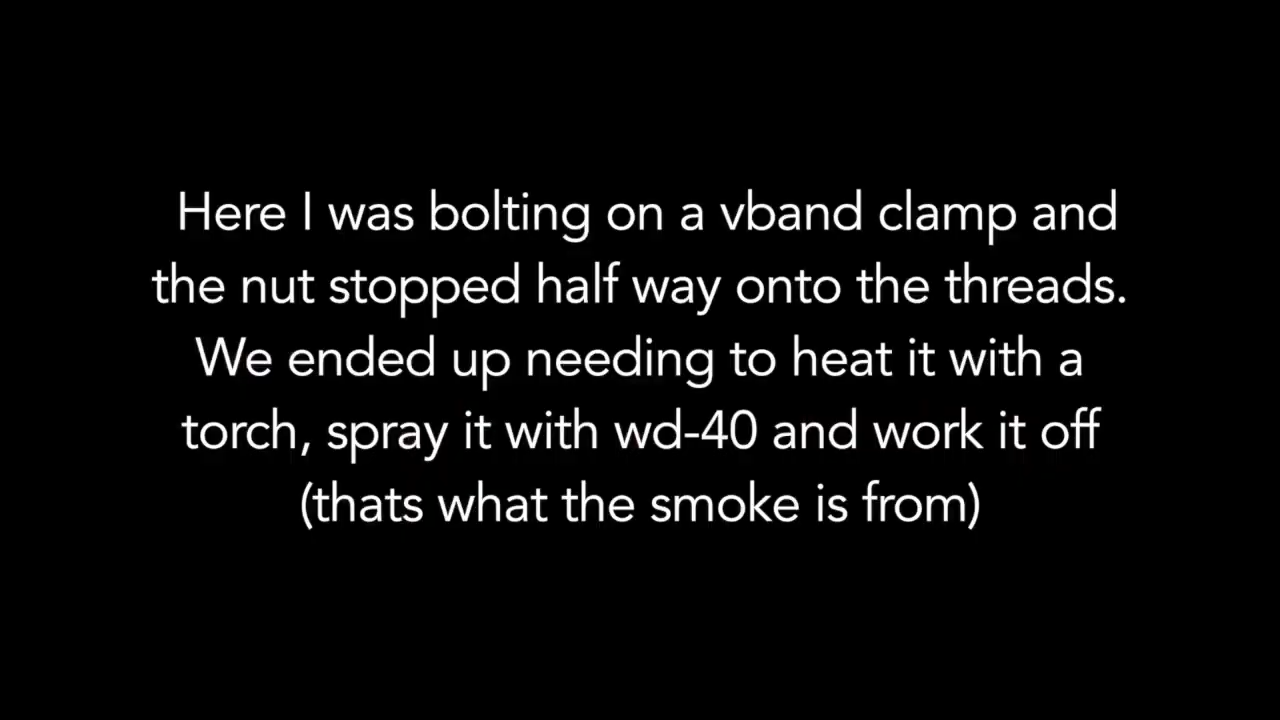 Here I was bolting on a vband clamp and
the nut stopped half way onto the threads.
We ended up needing to heat it with a
torch, spray it with wd-40 and work it off
(thats what the smoke is from)